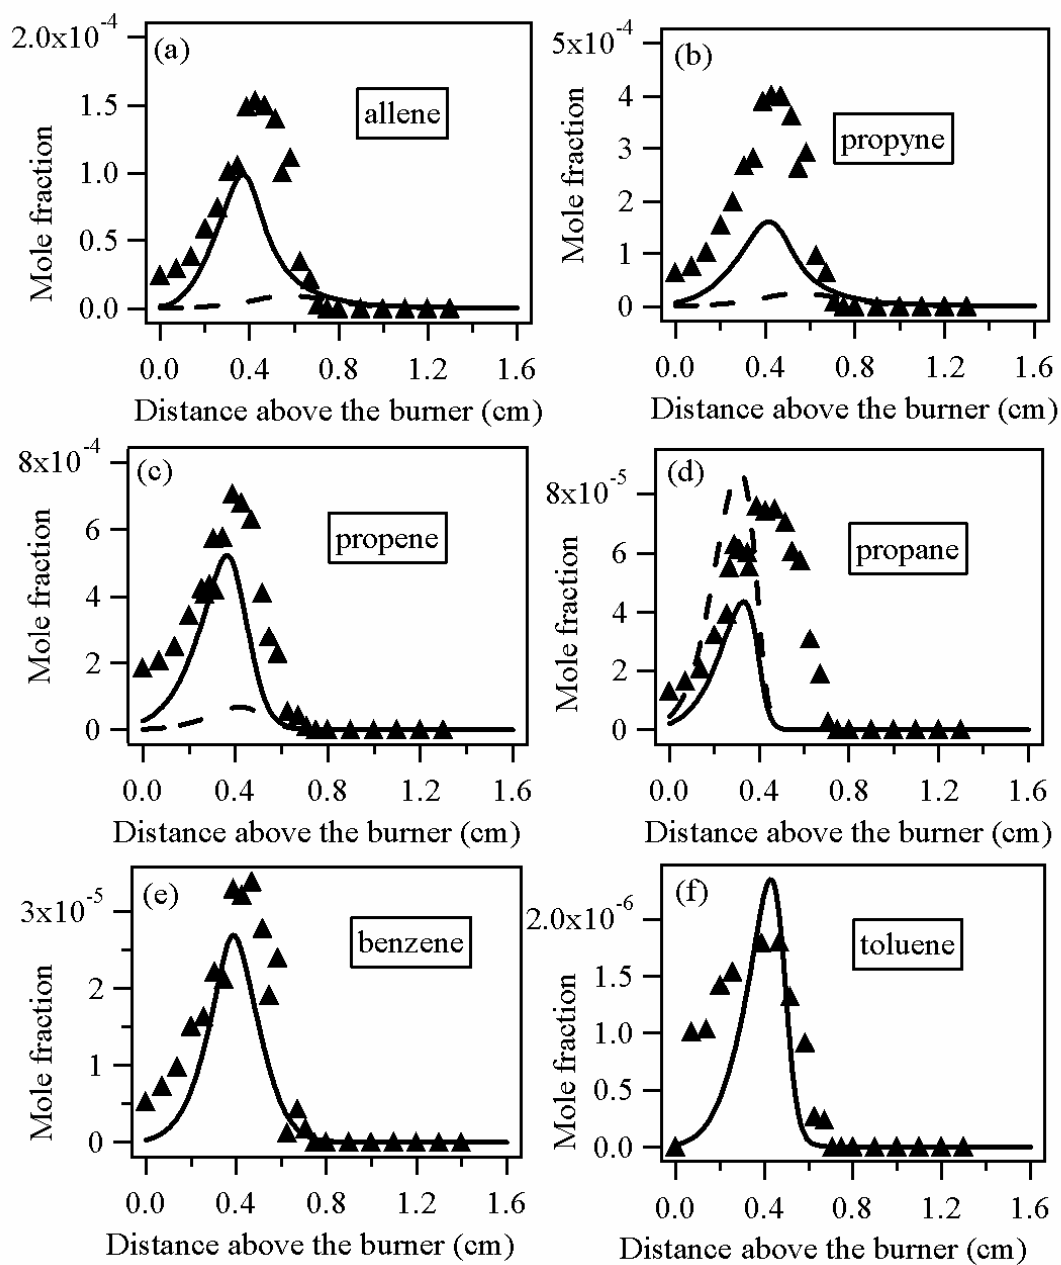 (a)
allene
2.0x10-4
1.5
1.0
0.5
0.0
Mole fraction
0.0 0.4 0.8 1.2 1.6
Distance above the burner (cm)
(b)
propyne
5x10-4
4
3
2
1
0
Mole fraction
0.0 0.4 0.8 1.2 1.6
Distance above the burner (cm)
(c)
propene
8x10-4
6
4
2
0
Mole fraction
0.0 0.4 0.8 1.2 1.6
Distance above the burner (cm)
(d)
propane
8x10-5
6
4
2
0
Mole fraction
0.0 0.4 0.8 1.2 1.6
Distance above the burner (cm)
(e)
benzene
3x10-5
2
1
0
Mole fraction
0.0 0.4 0.8 1.2 1.6
Distance above the burner (cm)
(f)
toluene
2.0x10-6
1.5
1.0
0.5
0.0
Mole fraction
0.0 0.4 0.8 1.2 1.6
Distance above the burner (cm)